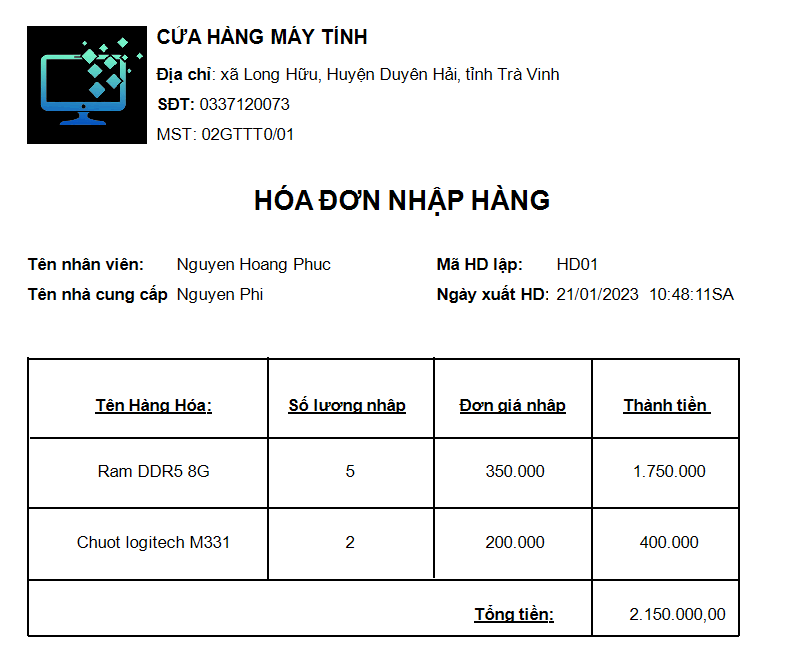 CỬA HÀNG MÁY TÍNH
Địa chỉ: xã Long Hữu, Huyện Duyên Hải, tỉnh Trà Vinh
SĐT: 0337120073
MST: 02GTTT0/01
HÓA ĐƠN NHẬP HÀNG
Tên nhân viên: Nguyen Hoang Phuc Mã HD lập: HD01
Tên nhà cung cấp Nguyen Phi Ngày xuất HD: 21/01/2023 10:48:11SA
Tên Hàng Hóa: Số lượng nhập Đơn giá nhập Thành tiền
Ram DDR5 8G 5 350.000 1.750.000
Chuot logitech M331 2 200.000 400.000
Tổng tiền: 2.150.000,00